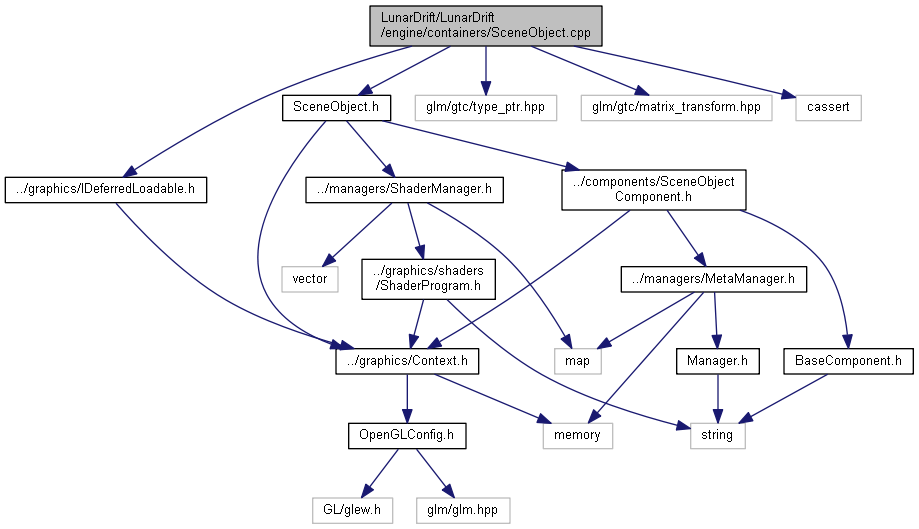 LunarDrift/LunarDrift
/engine/containers/SceneObject.cpp
SceneObject.h
glm/gtc/type_ptr.hpp
glm/gtc/matrix_transform.hpp
cassert
../graphics/IDeferredLoadable.h
../managers/ShaderManager.h
../components/SceneObject
Component.h
vector
../graphics/shaders
/ShaderProgram.h
../managers/MetaManager.h
../graphics/Context.h
map
Manager.h
BaseComponent.h
OpenGLConfig.h
memory
string
GL/glew.h
glm/glm.hpp